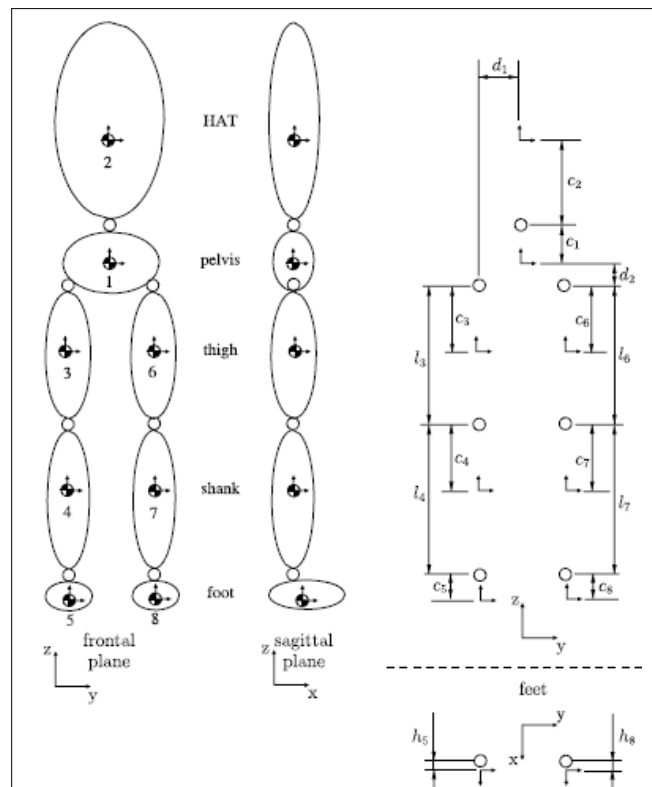 HAT
2
pelvis
1
thigh
3
6
shank
4
7
foot
5
8
z
frontal
plane
y
z
sagittal
plane
x
d₁
c₂
c₁
d₂
c₃
c₆
l₃
l₆
c₄
c₇
l₄
l₇
c₅
c₈
z
y
feet
y
x
h₅
h₈